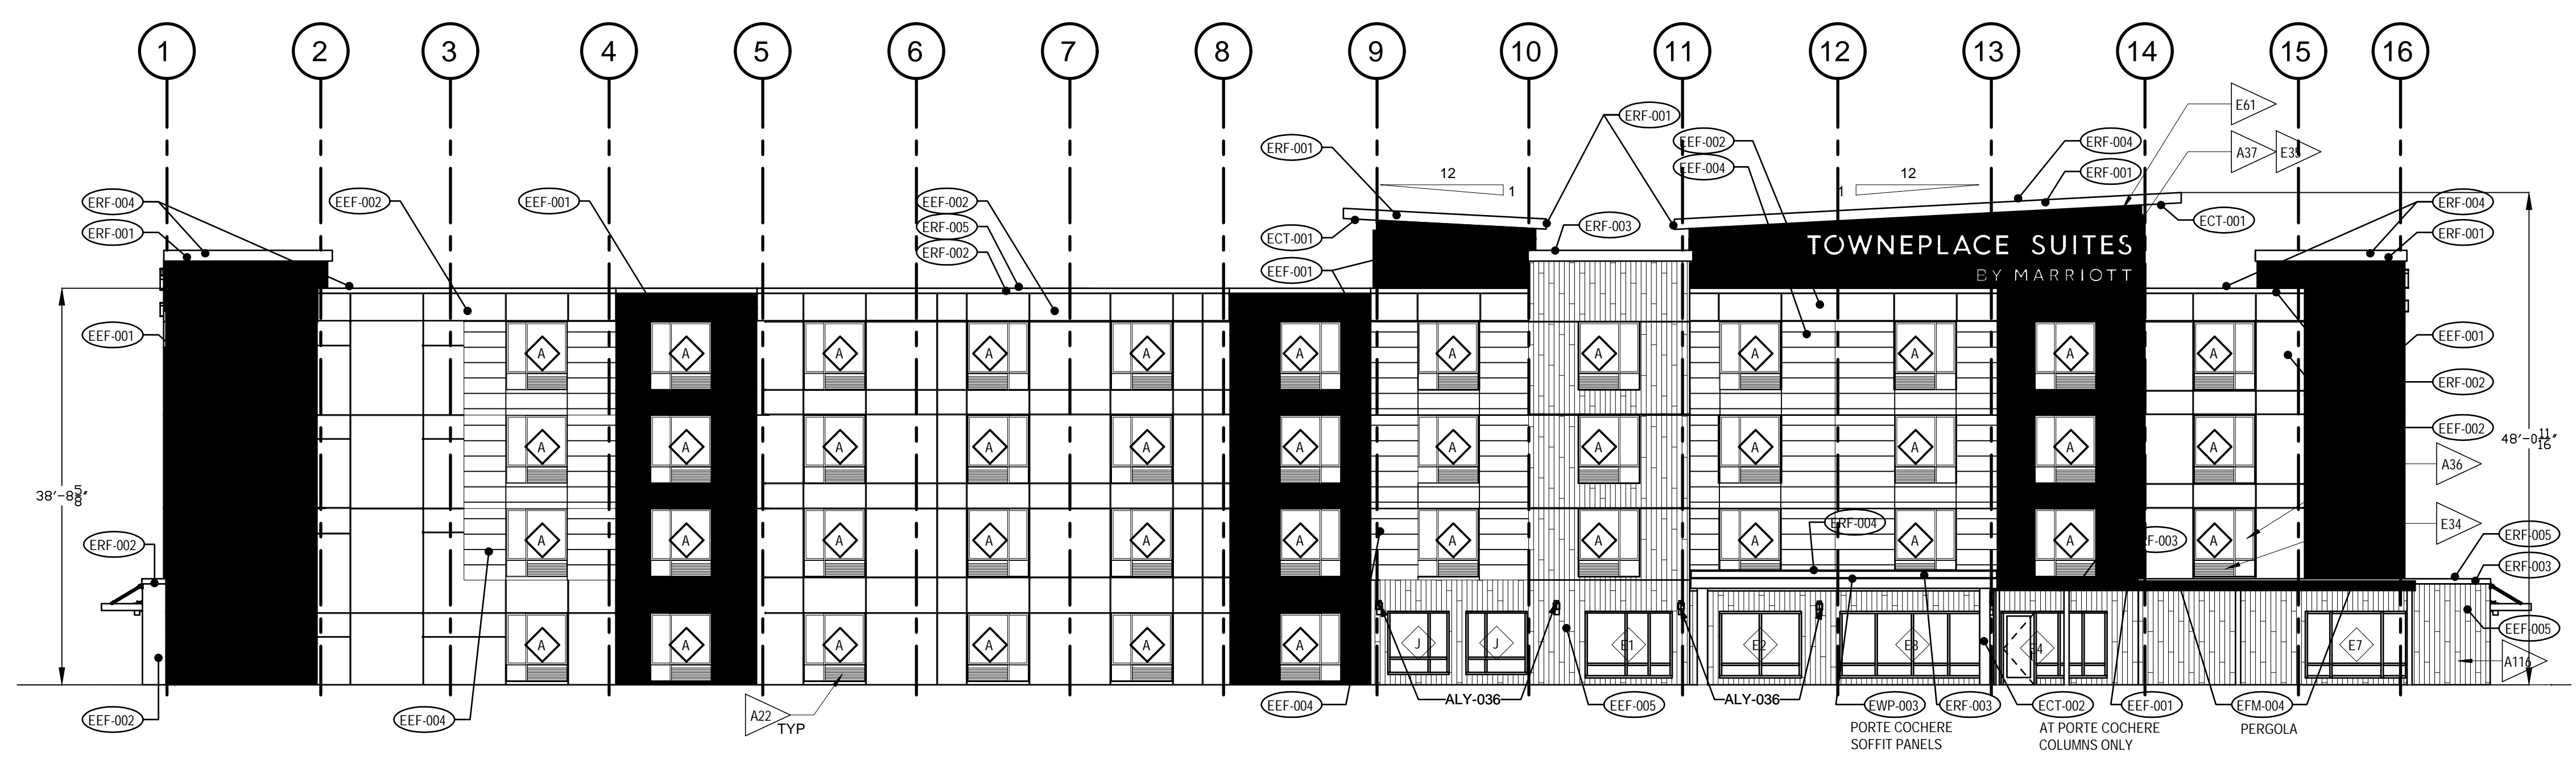 1 2 3 4 5 6 7 8 9 10 11 12 13 14 15 16
E61
ERF-001
EEF-002
ERF-004
ERF-001
A37 E35
EEF-004
ERF-001
12
1
12
1
ERF-004
EEF-002
EEF-001
EEF-002
ERF-004
ERF-001
ERF-005
ERF-003
ECT-001
ERF-001
ECT-001
ERF-002
TOWNEPLACE SUITES
EEF-001
BY MARRIOTT
EEF-001
EEF-001
A A A A A A A A A A A A
ERF-002
EEF-002
48'-0 11/16"
A A A A A A A A A A A A
A36
38'-8 5/8"
ERF-004
E34
ERF-002
A A A A A A A A A A A A
RF-003
ERF-005
ERF-003
EEF-005
A A A A A A J J E1 E2 E3 E4 E7
A116
EEF-002
EEF-004
A22
TYP
EEF-004
ALY-036
EEF-005
ALY-036
EWP-003
ERF-003
ECT-002
EEF-001
EFM-004
PORTE COCHERE
SOFFIT PANELS
AT PORTE COCHERE
COLUMNS ONLY
PERGOLA